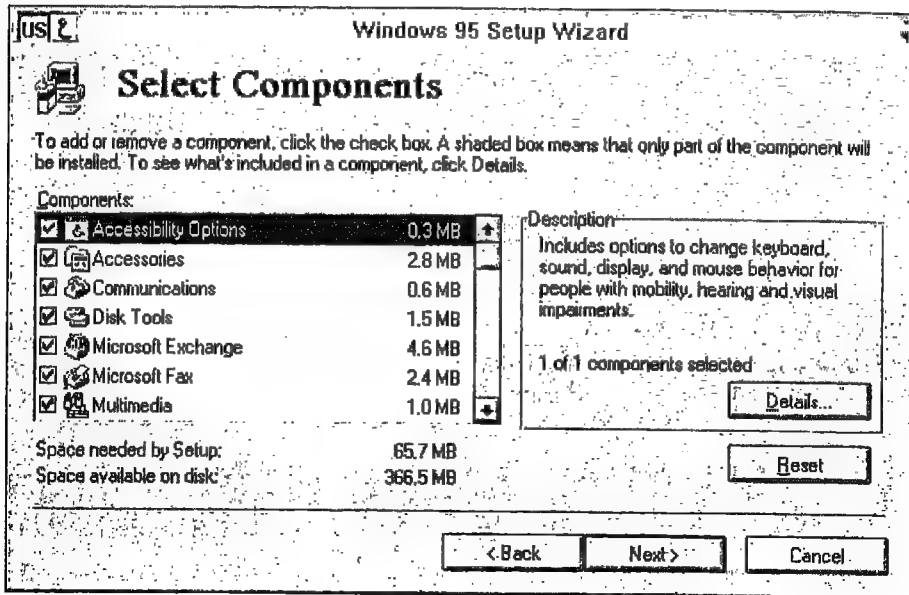 US ع
Windows 95 Setup Wizard
Select Components
To add or remove a component, click the check box. A shaded box means that only part of the component will
be installed. To see what's included in a component, click Details.
Components:
Accessibility Options 0.3 MB
Accessories 2.8 MB
Communications 0.6 MB
Disk Tools 1.5 MB
Microsoft Exchange 4.6 MB
Microsoft Fax 2.4 MB
Multimedia 1.0 MB
Description
Includes options to change keyboard,
sound, display, and mouse behavior for
people with mobility, hearing and visual
impairments.
1 of 1 components selected
Details...
Space needed by Setup: 65.7 MB
Space available on disk: 366.5 MB
Reset
< Back Next > Cancel